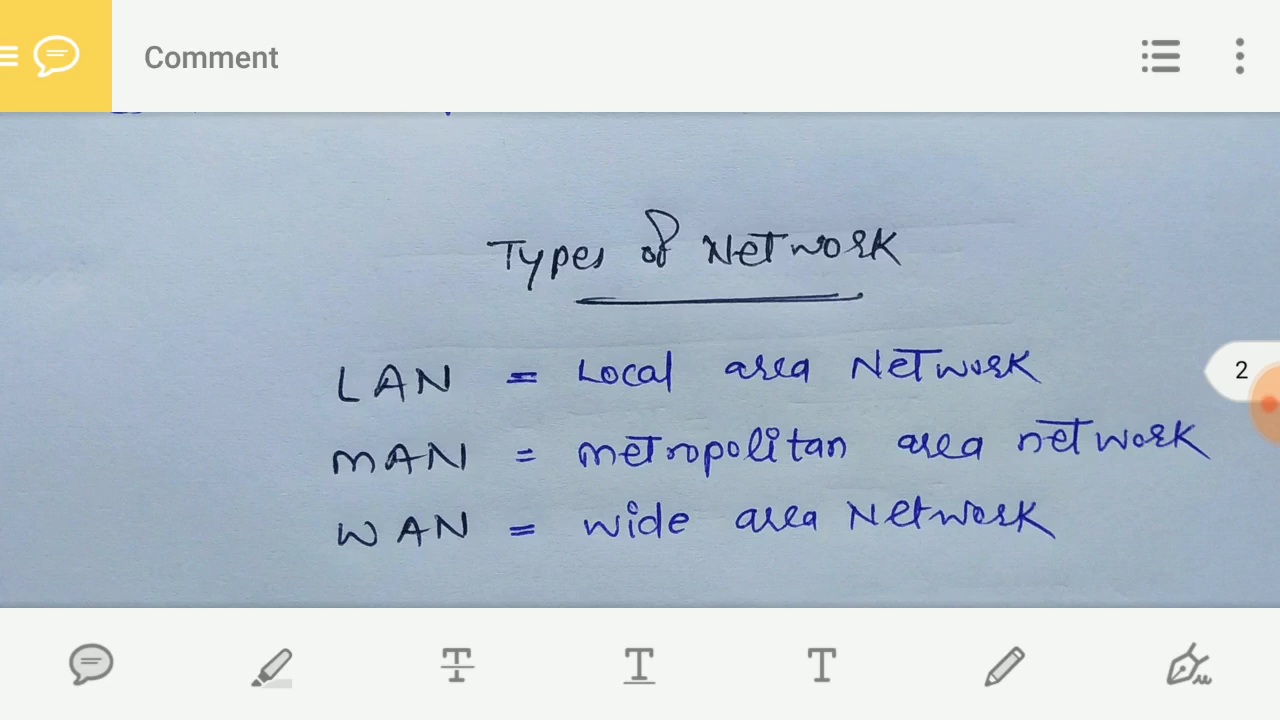 Comment
Types of Network
LAN = Local area Network
MAN = metropolitan area network
2
WAN = wide area Network